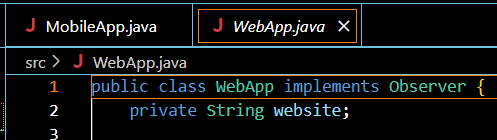 J MobileApp.java J WebApp.java ×
src > J WebApp.java
1 public class WebApp implements Observer {
2 private String website;
3